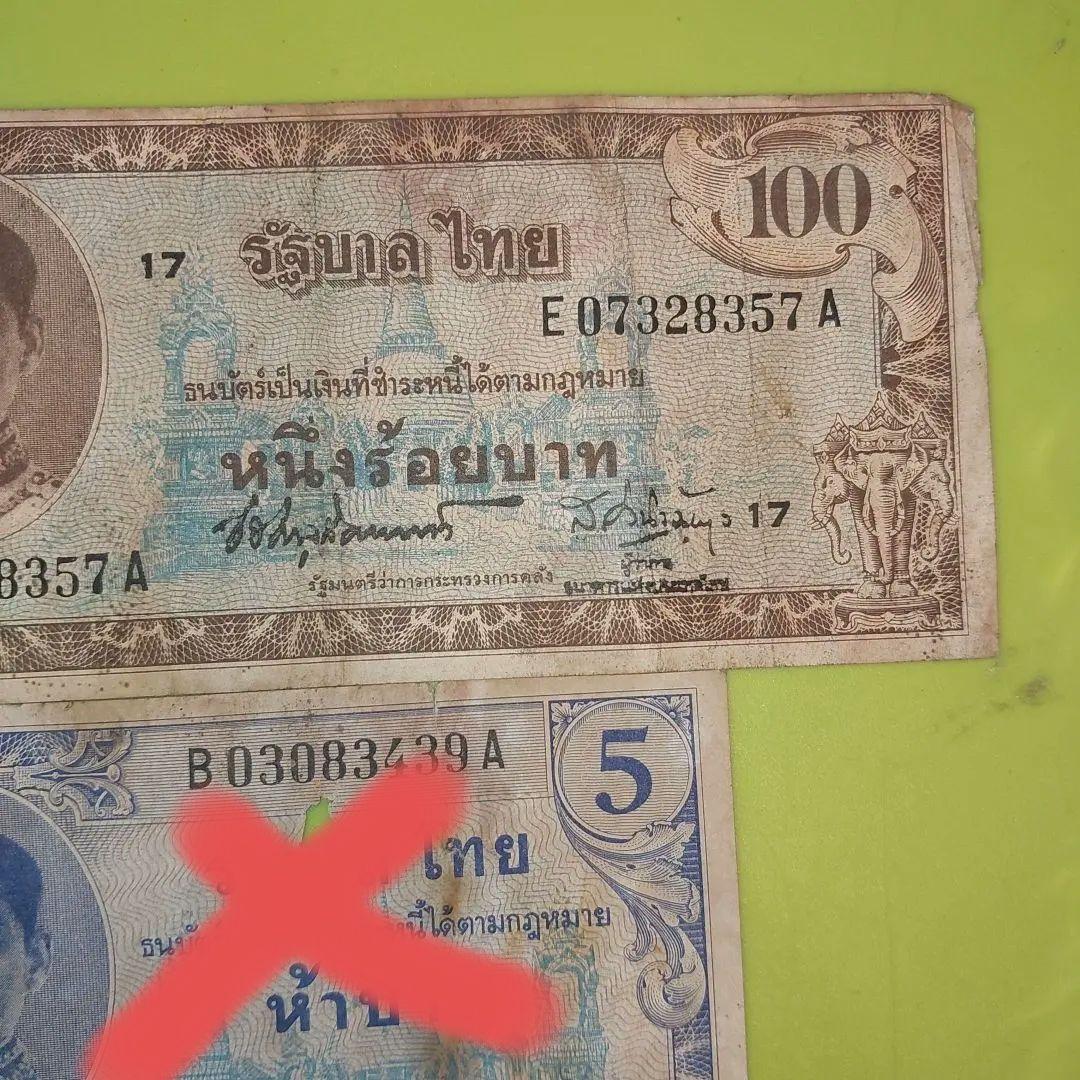 100
17 รัฐบาล ไทย
E 07328357 A
ธนบัตร์เป็นเงินที่ชำระหนี้ได้ตามกฎหมาย
หนึ่งร้อยบาท
17
8357 A
รัฐมนตรีว่าการกระทรวงการคลัง
B 03083439 A
5
ไทย
ได้ตามกฎหมาย
ห้า